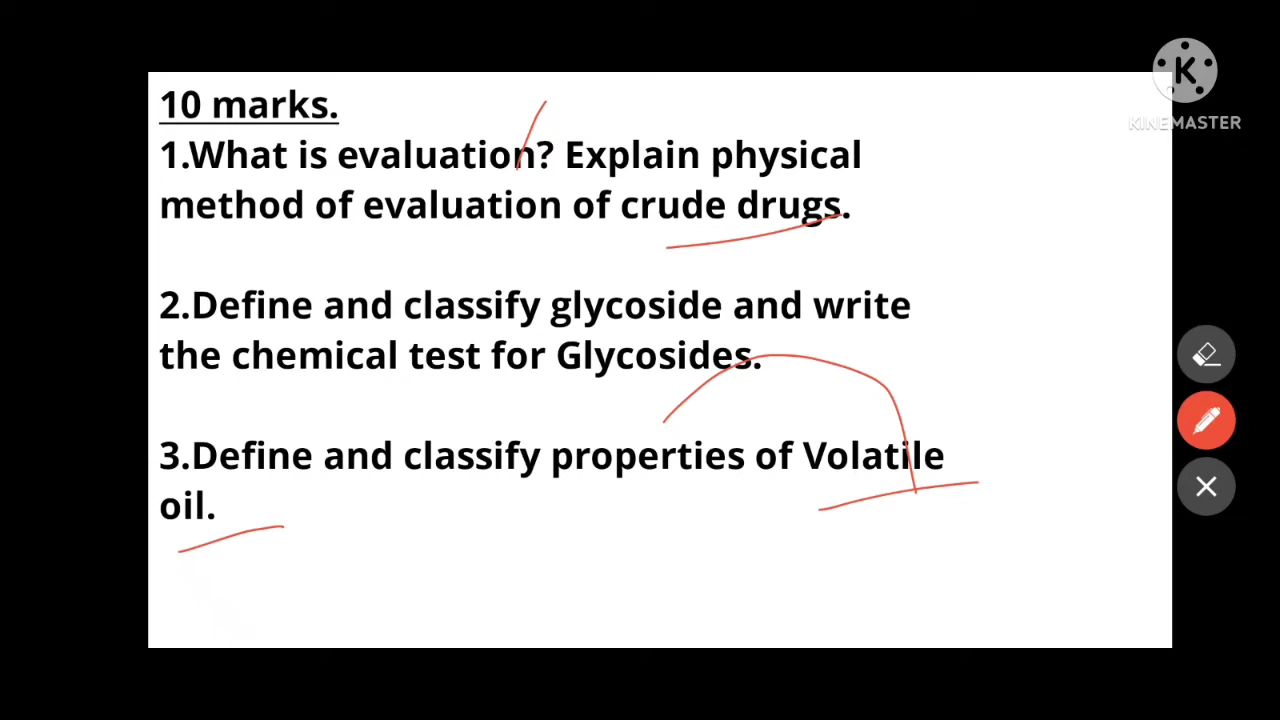 10 marks.
1.What is evaluation? Explain physical
method of evaluation of crude drugs.
2.Define and classify glycoside and write
the chemical test for Glycosides.
3.Define and classify properties of Volatile
oil.
K
KINEMASTER